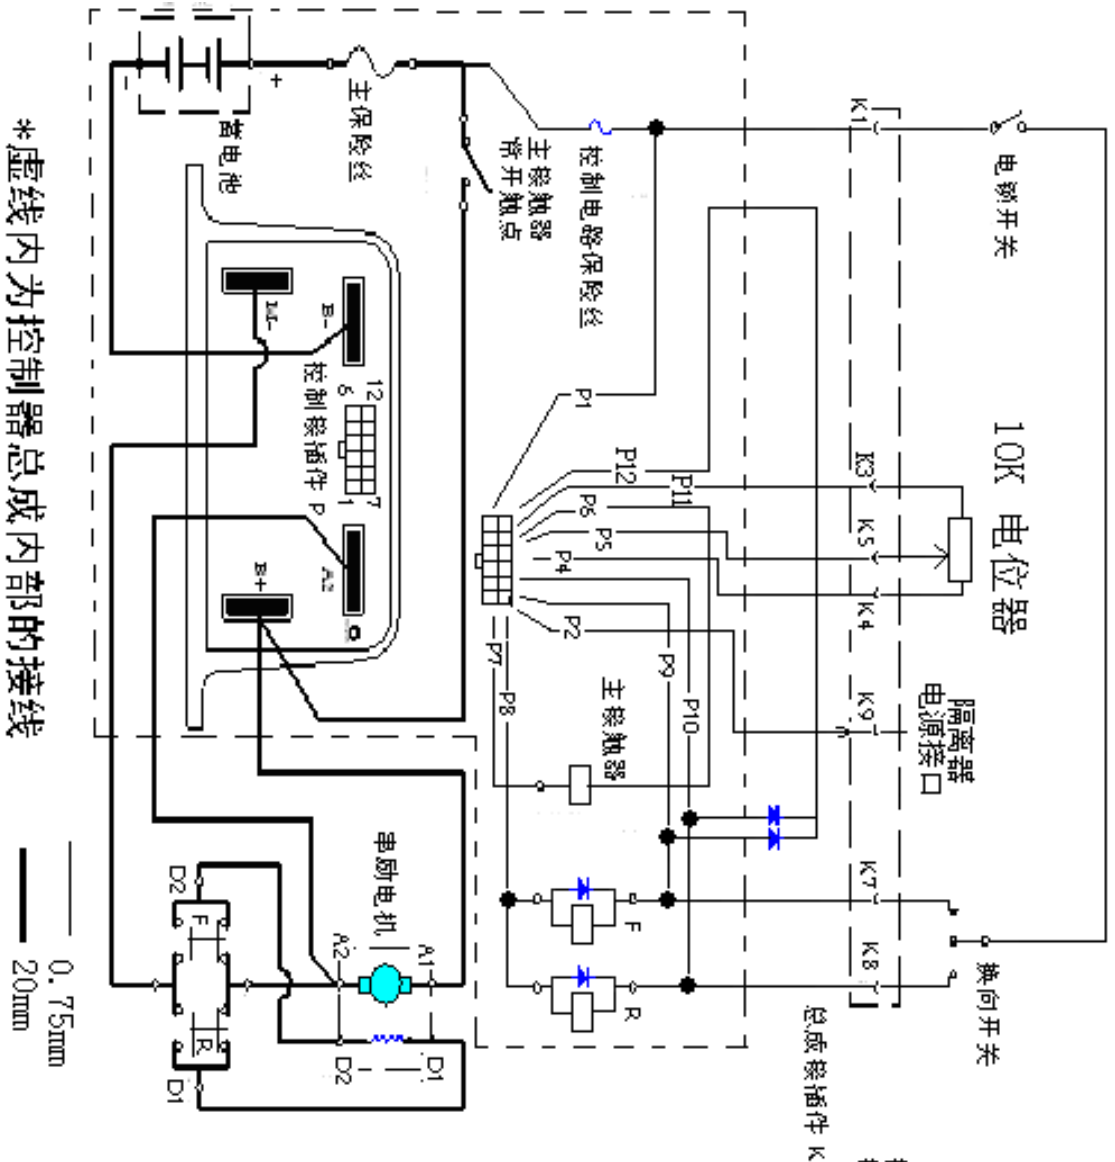 蓄电池
-
+
主保险丝
主接触器
常开触点
控制电路保险丝
K1
电锁开关
*虚线内为控制器总成内部的接线
M-
B-
控制接插件 P
6
12
1
7
A2
B+
P1
P12
P11
P6
P5
P4
P2
P7
P8
P9
P10
K3
K5
K4
10K 电位器
K9
隔离器
电源接口
主接触器
K7
K8
换向开关
总成接插件 K
F
R
串励电机
A2
A1
D2
D1
D2
F
R
D1
0.75mm
20mm